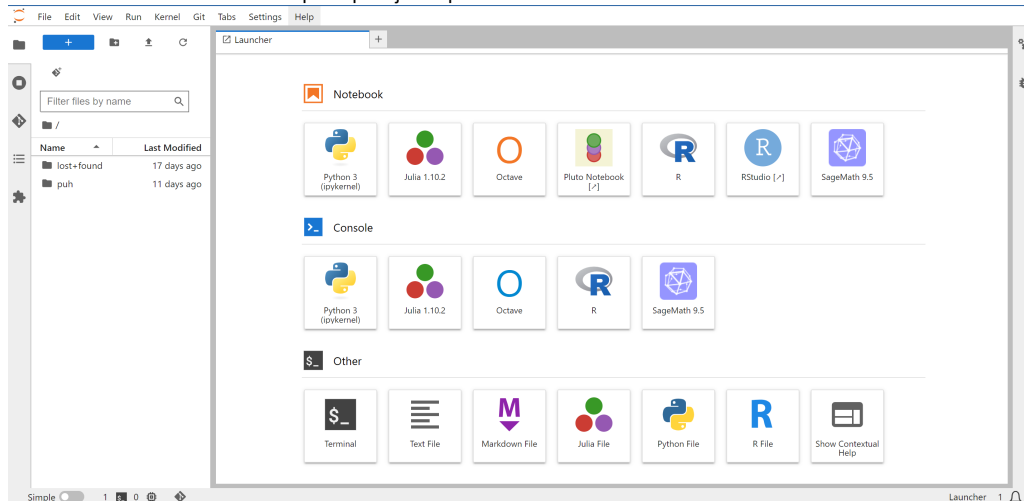 File Edit View Run Kernel Git Tabs Settings Help
+
Launcher
+
Filter files by name
/
Name Last Modified
lost+found 17 days ago
puh 11 days ago
Notebook
Python 3 (ipykernel)
Julia 1.10.2
Octave
Pluto Notebook [↗]
R
RStudio [↗]
SageMath 9.5
Console
Python 3 (ipykernel)
Julia 1.10.2
Octave
R
SageMath 9.5
$_ Other
$_
Terminal
Text File
M
Markdown File
Julia File
Python File
R
R File
Show Contextual Help
Simple 1 $_ 0
Launcher 1